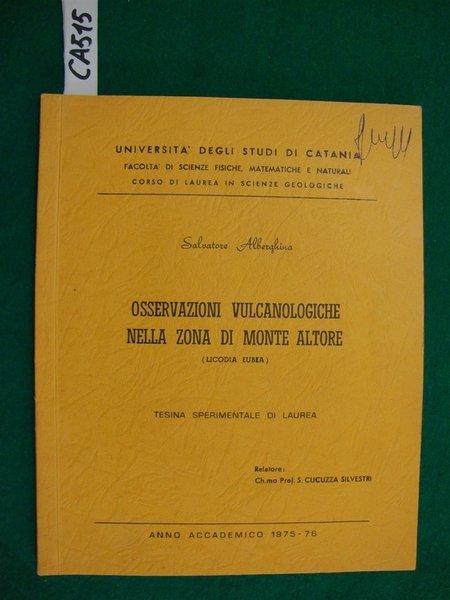 CA515
UNIVERSITA' DEGLI STUDI DI CATANIA
FACOLTA' DI SCIENZE FISICHE, MATEMATICHE E NATURALI
CORSO DI LAUREA IN SCIENZE GEOLOGICHE
Salvatore Alberghina
OSSERVAZIONI VULCANOLOGICHE
NELLA ZONA DI MONTE ALTORE
(LICODIA EUBEA)
TESINA SPERIMENTALE DI LAUREA
Relatore:
Ch.mo Prof. S. CUCUZZA SILVESTRI
ANNO ACCADEMICO 1975-76